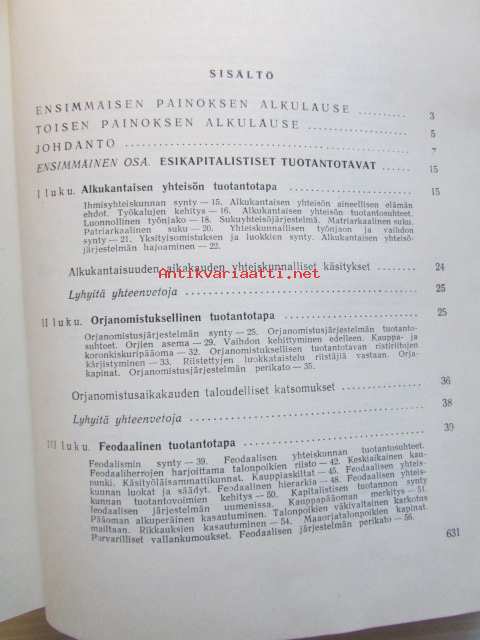 SISÄLTÖ
ENSIMMÄISEN PAINOKSEN ALKULAUSE .......... 3
TOISEN PAINOKSEN ALKULAUSE .......... 5
JOHDANTO .......... 7
ENSIMMÄINEN OSA. ESIKAPITALISTISET TUOTANTOTAVAT .... 15
I luku. Alkukantaisen yhteisön tuotantotapa .......... 15
Ihmisyhteiskunnan synty — 15. Alkukantaisen yhteisön aineellisen elämän
ehdot. Työkalujen kehitys — 16. Alkukantaisen yhteisön tuotantosuhteet.
Luonnollinen työnjako — 18. Sukuyhteisöjärjestelmä. Matriarkaalinen suku.
Patriarkaalinen suku — 20. Yhteiskunnallisen työnjaon ja vaihdon
synty — 21. Yksityisomistuksen ja luokkien synty. Alkukantaisen yhteisö-
järjestelmän hajoaminen — 22.
Alkukantaisuuden aikakauden yhteiskunnalliset käsitykset .... 24
Antikvariaatti.net
Lyhyitä yhteenvetoja .......... 25
II luku. Orjanomistuksellinen tuotantotapa .......... 25
Orjanomistusjärjestelmän synty — 25. Orjanomistusjärjestelmän tuotanto-
suhteet. Orjien asema — 29. Vaihdon kehittyminen edelleen. Kauppa- ja
koronkiskuripääoma — 32. Orjanomistuksellisen tuotantotavan ristiriitojen
kärjistyminen — 33. Riistettyjen luokkataistelu riistäjiä vastaan. Orja-
kapinat. Orjanomistusjärjestelmän perikato — 35.
Orjanomistusaikakauden taloudelliset katsomukset .......... 36
Lyhyitä yhteenvetoja .......... 38
III luku. Feodaalinen tuotantotapa .......... 39
Feodalismin synty — 39. Feodaalisen yhteiskunnan tuotantosuhteet.
Feodaaliherrojen harjoittama talonpoikien riisto — 42. Keskiaikainen kau-
punki. Käsityöläisammattikunnat. Kauppiaskiltat — 45. Feodaalisen yhteis-
kunnan luokat ja säädyt. Feodaalinen hierarkia — 48. Feodaalisen yhteis-
kunnan tuotantovoimien kehitys — 50. Kapitalistisen tuotannon synty
feodaalisen järjestelmän uumenissa. Kauppapääoman merkitys — 51.
Pääoman alkuperäinen kasautuminen. Talonpoikien väkivaltainen karkotus
mailtaan. Rikkauksien kasautuminen — 54. Maaorjatalonpoikien kapinat.
Porvarilliset vallankumoukset. Feodaalisen järjestelmän perikato — 56.
631